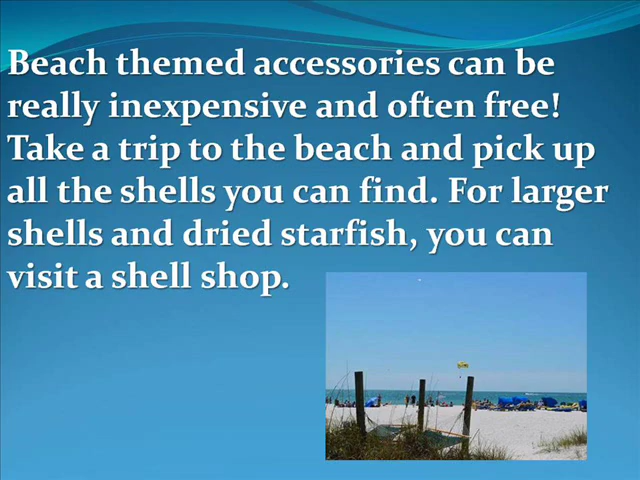 Beach themed accessories can be
really inexpensive and often free!
Take a trip to the beach and pick up
all the shells you can find. For larger
shells and dried starfish, you can
visit a shell shop.